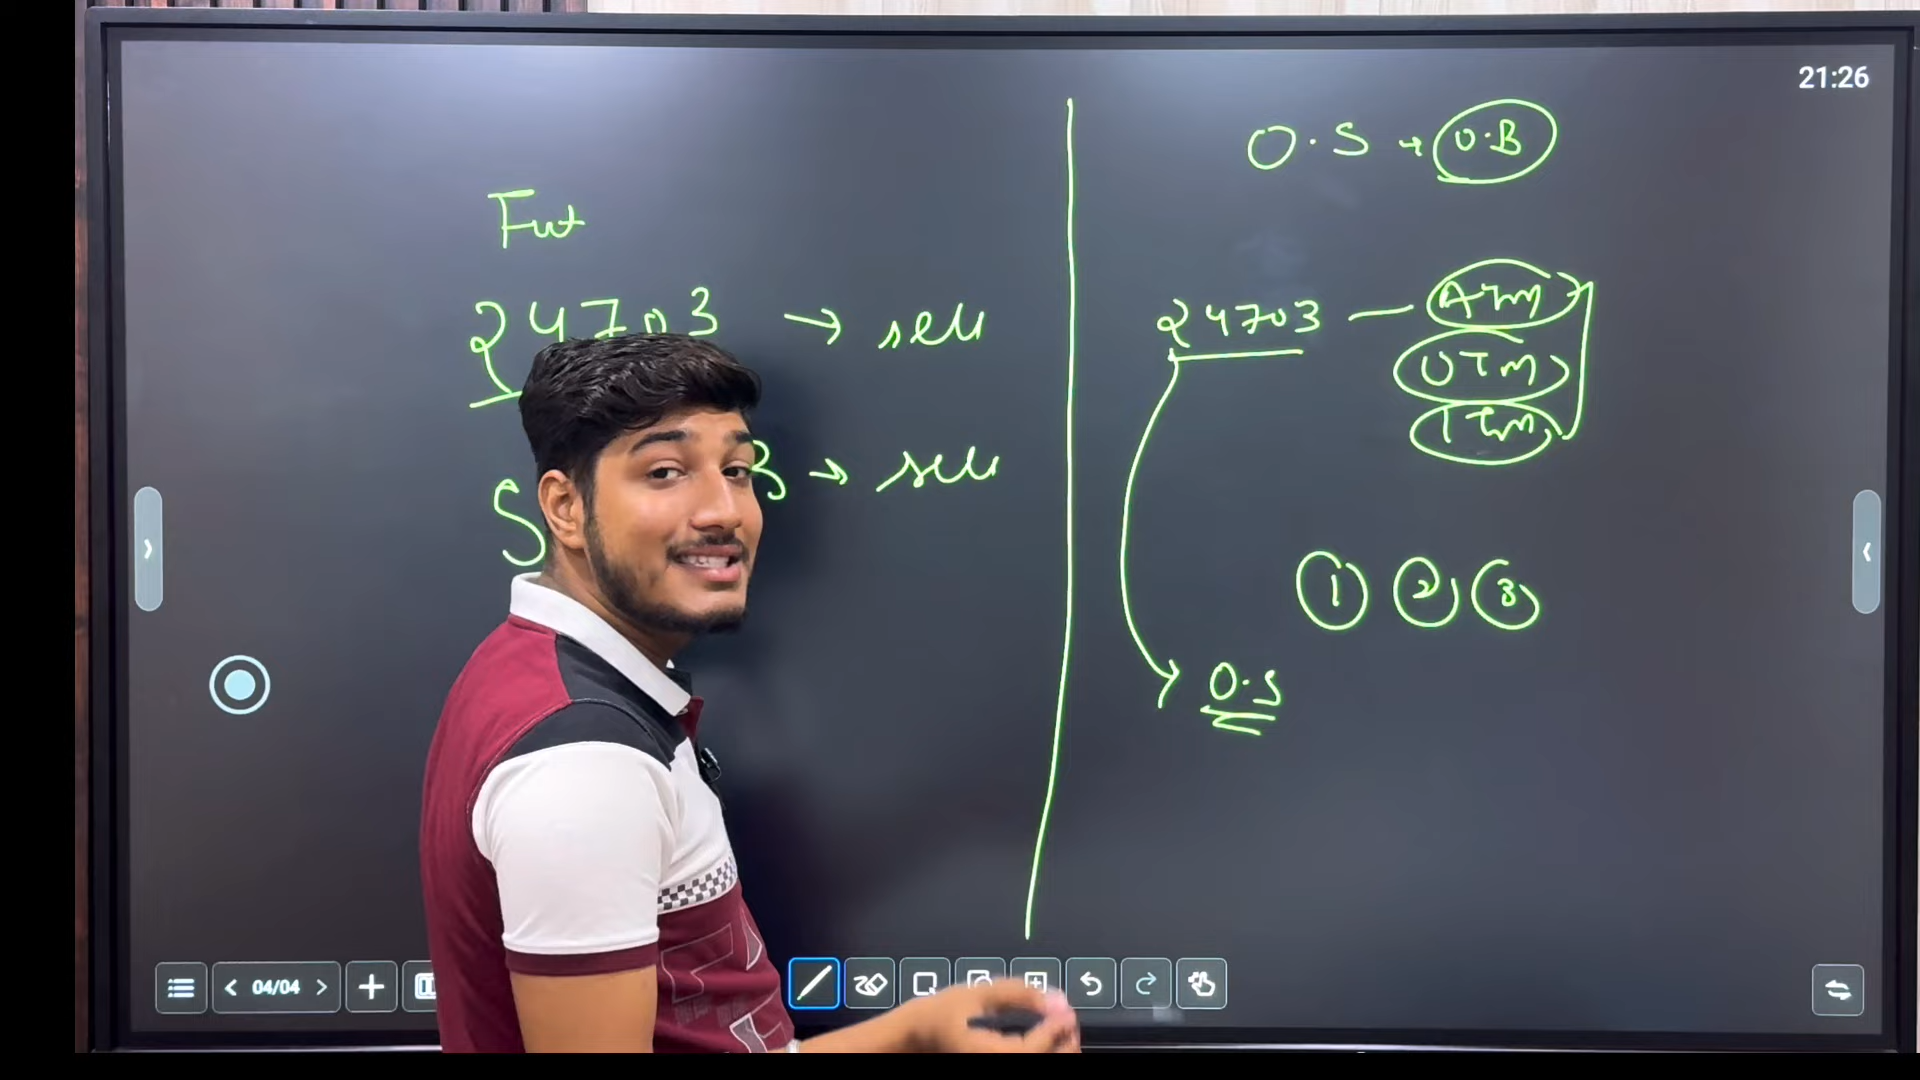 21:26
O.S → O.B
Fut
24703 → sell
24703 — ATM
OTM
ITM
S 3 → sell
1 2 3
O.S
04/04